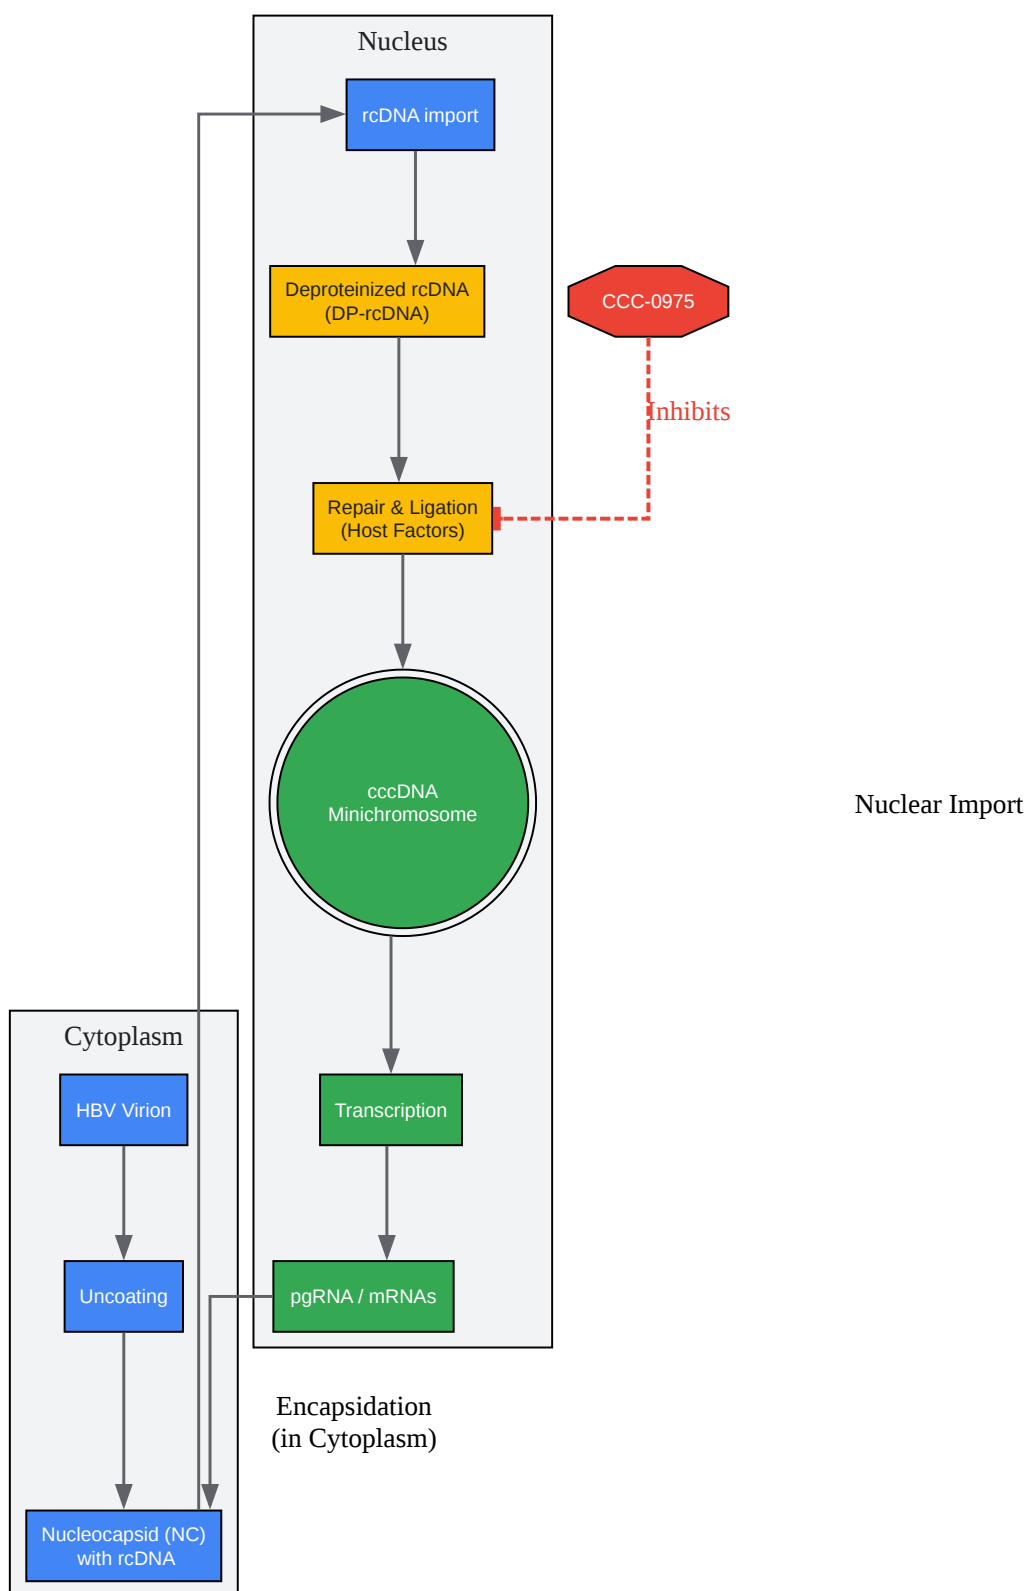 Nucleus
rcDNA import
Deproteinized rcDNA
(DP-rcDNA)
CCC-0975
Inhibits
Repair & Ligation
(Host Factors)
cccDNA
Minichromosome
Nuclear Import
Cytoplasm
HBV Virion
Transcription
Uncoating
pgRNA / mRNAs
Encapsidation
(in Cytoplasm)
Nucleocapsid (NC)
with rcDNA